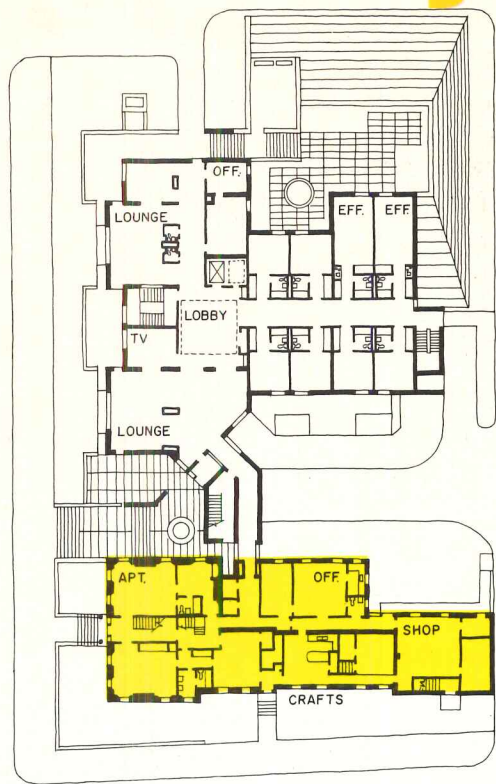 OFF.
LOUNGE
EFF. EFF.
LOBBY
TV
LOUNGE
APT.
OFF.
SHOP
CRAFTS